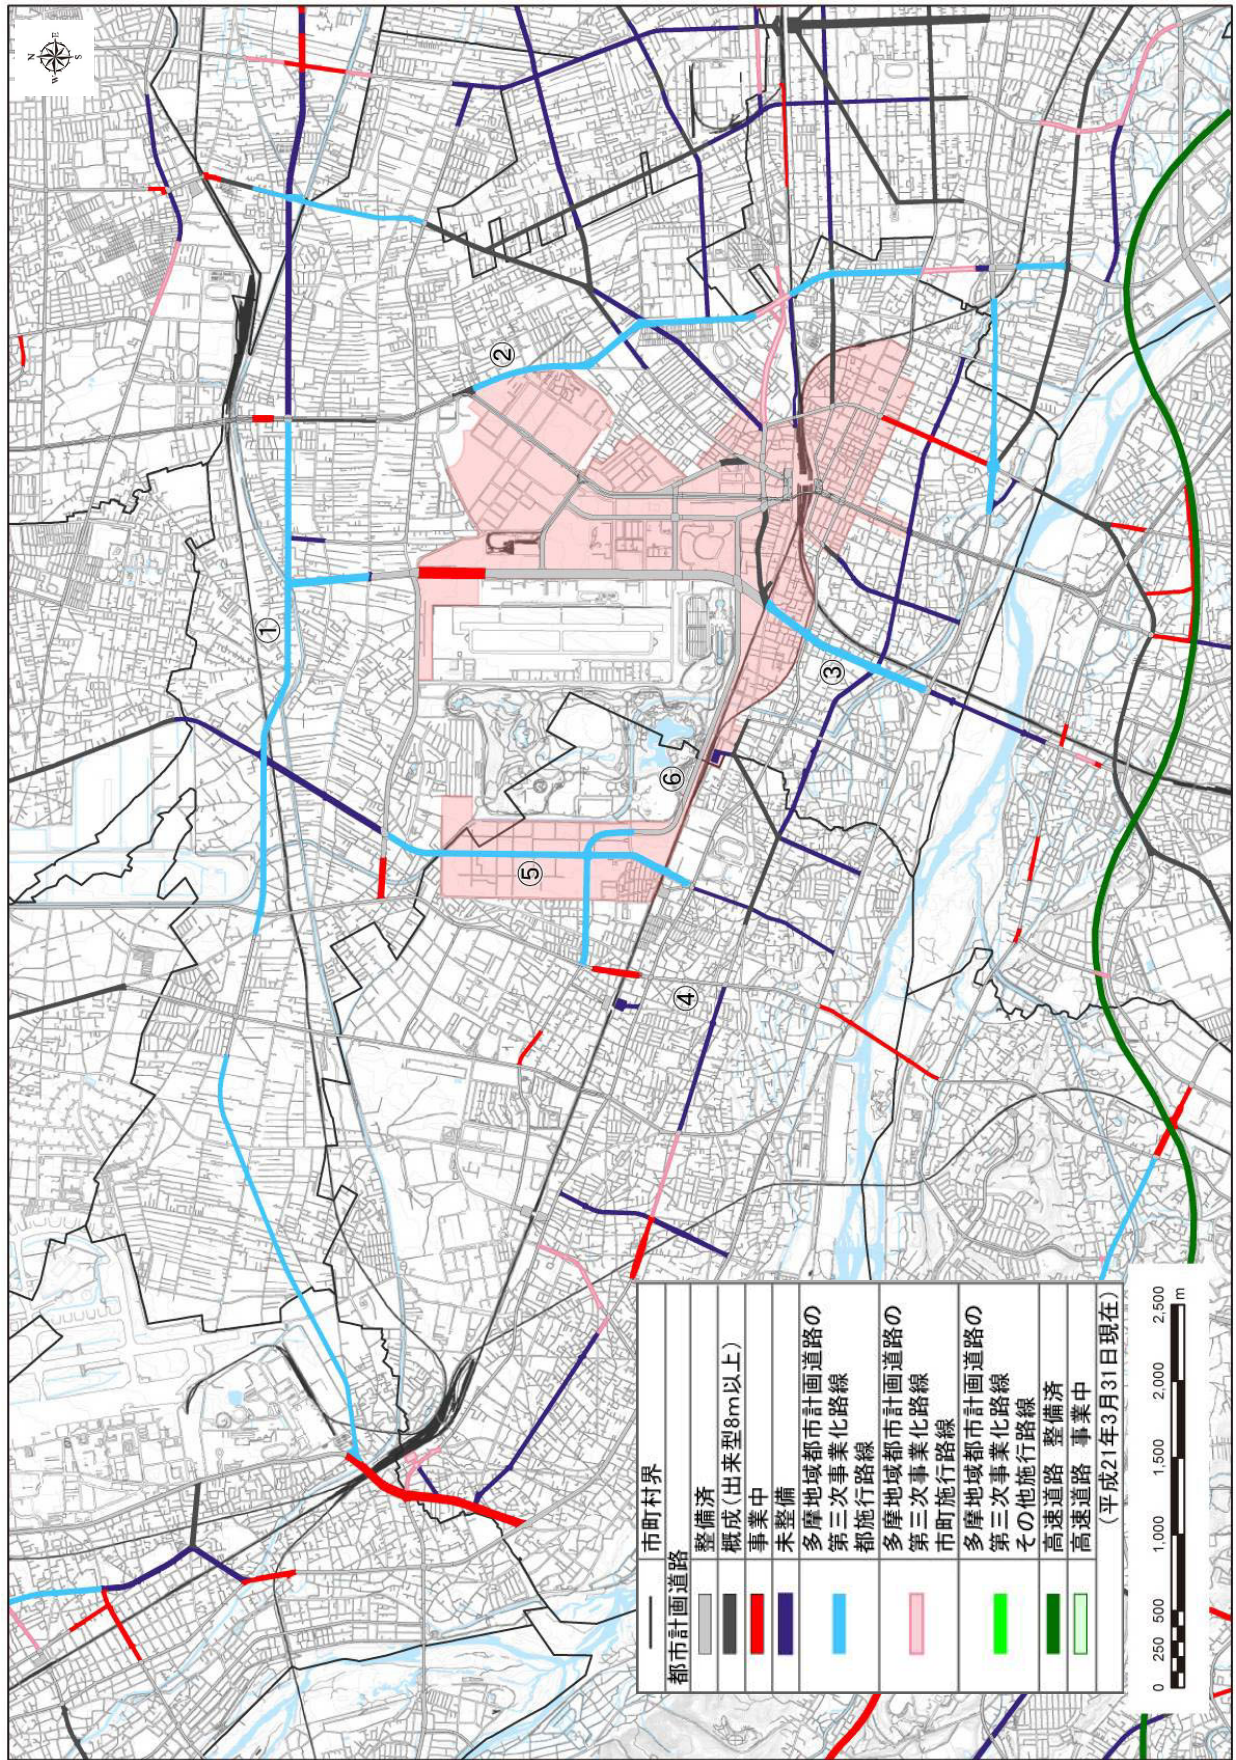 N
E
S
W
①
②
③
④
⑤
⑥
市町村界
都市計画道路
整備済
概成(出来型8m以上)
事業中
未整備
多摩地域都市計画道路の
第三次事業化路線
都施行路線
多摩地域都市計画道路の
第三次事業化路線
市町施行路線
多摩地域都市計画道路の
第三次事業化路線
その他施行路線
高速道路 整備済
高速道路 事業中
(平成21年3月31日現在)
0 250 500 1,000 1,500 2,000 2,500
m